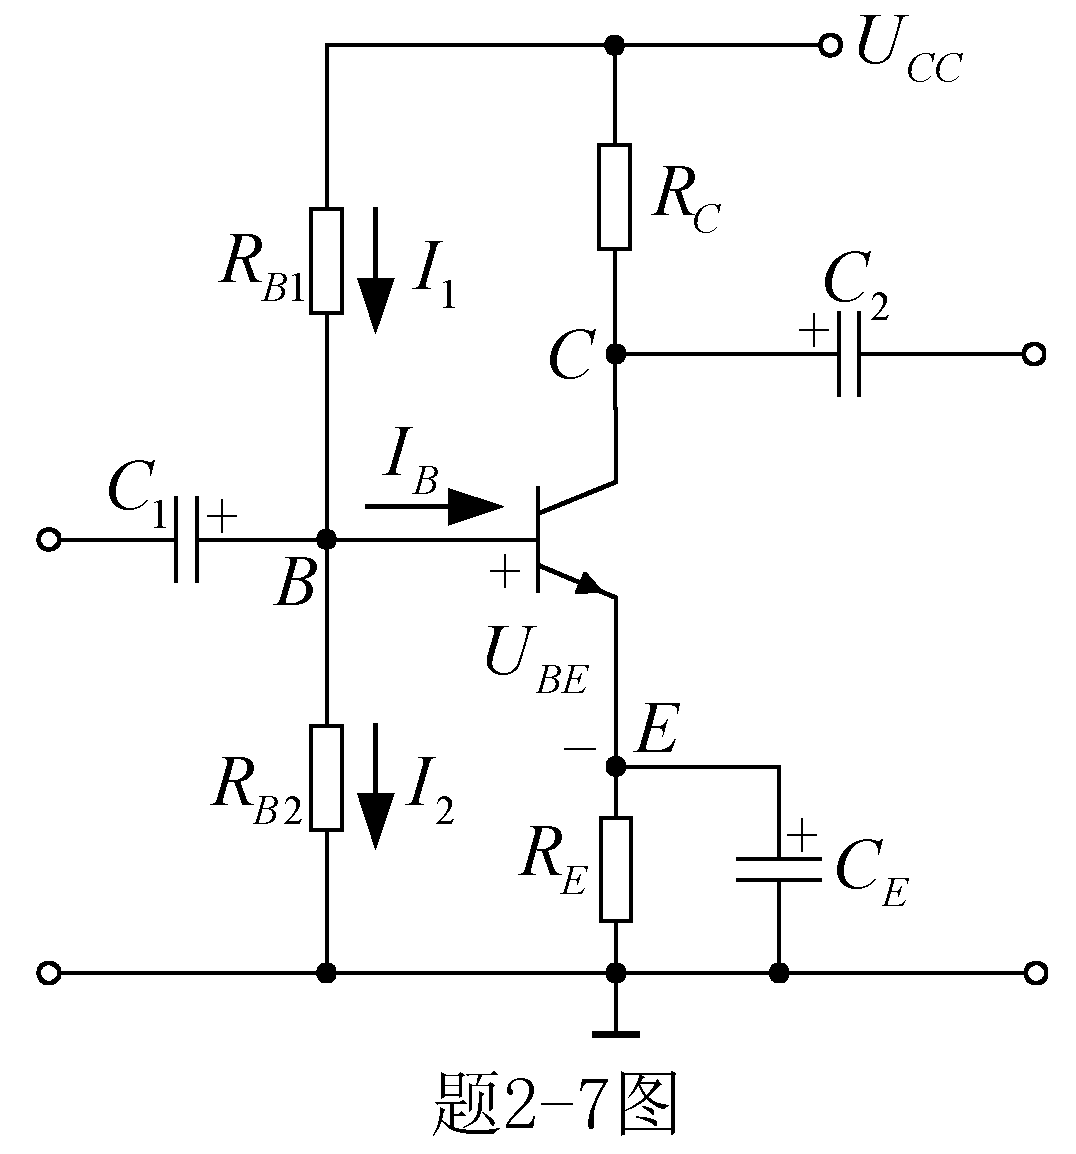 U_CC
R_C
R_B1 I_1
C_2
+
C
I_B
C_1
+
B
+
U_BE
E
−
R_B2 I_2
+
R_E
C_E
题2-7图